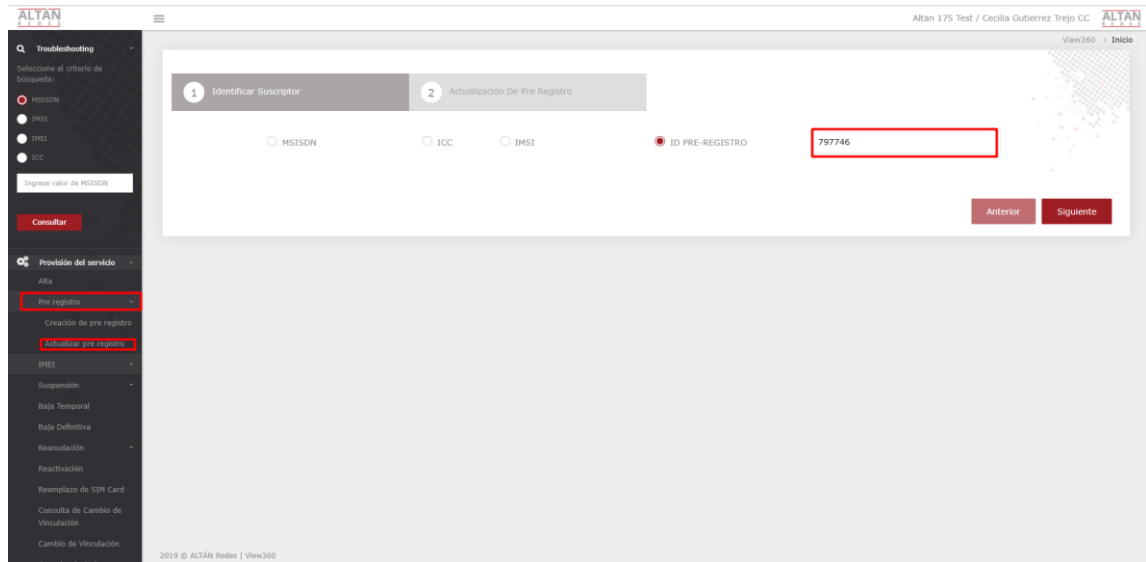 ALTÁN
REDES
Altan 175 Test / Cecilia Gutierrez Trejo CC
ALTÁN
REDES
View360 > Inicio
Troubleshooting
Seleccione el criterio de
búsqueda:
MSISDN
IMSI
IMEI
ICC
Ingrese valor de MSISDN
Consultar
1 Identificar Suscriptor
2 Actualización De Pre Registro
MSISDN
ICC
IMSI
ID PRE-REGISTRO
797746
Anterior
Siguiente
Provisión del servicio
Alta
Pre registro
Creación de pre registro
Actualizar pre registro
IMEI
Suspensión
Baja Temporal
Baja Definitiva
Reanudación
Reactivación
Reemplazo de SIM Card
Consulta de Cambio de
Vinculación
Cambio de Vinculación
2019 © ALTÁN Redes | View360